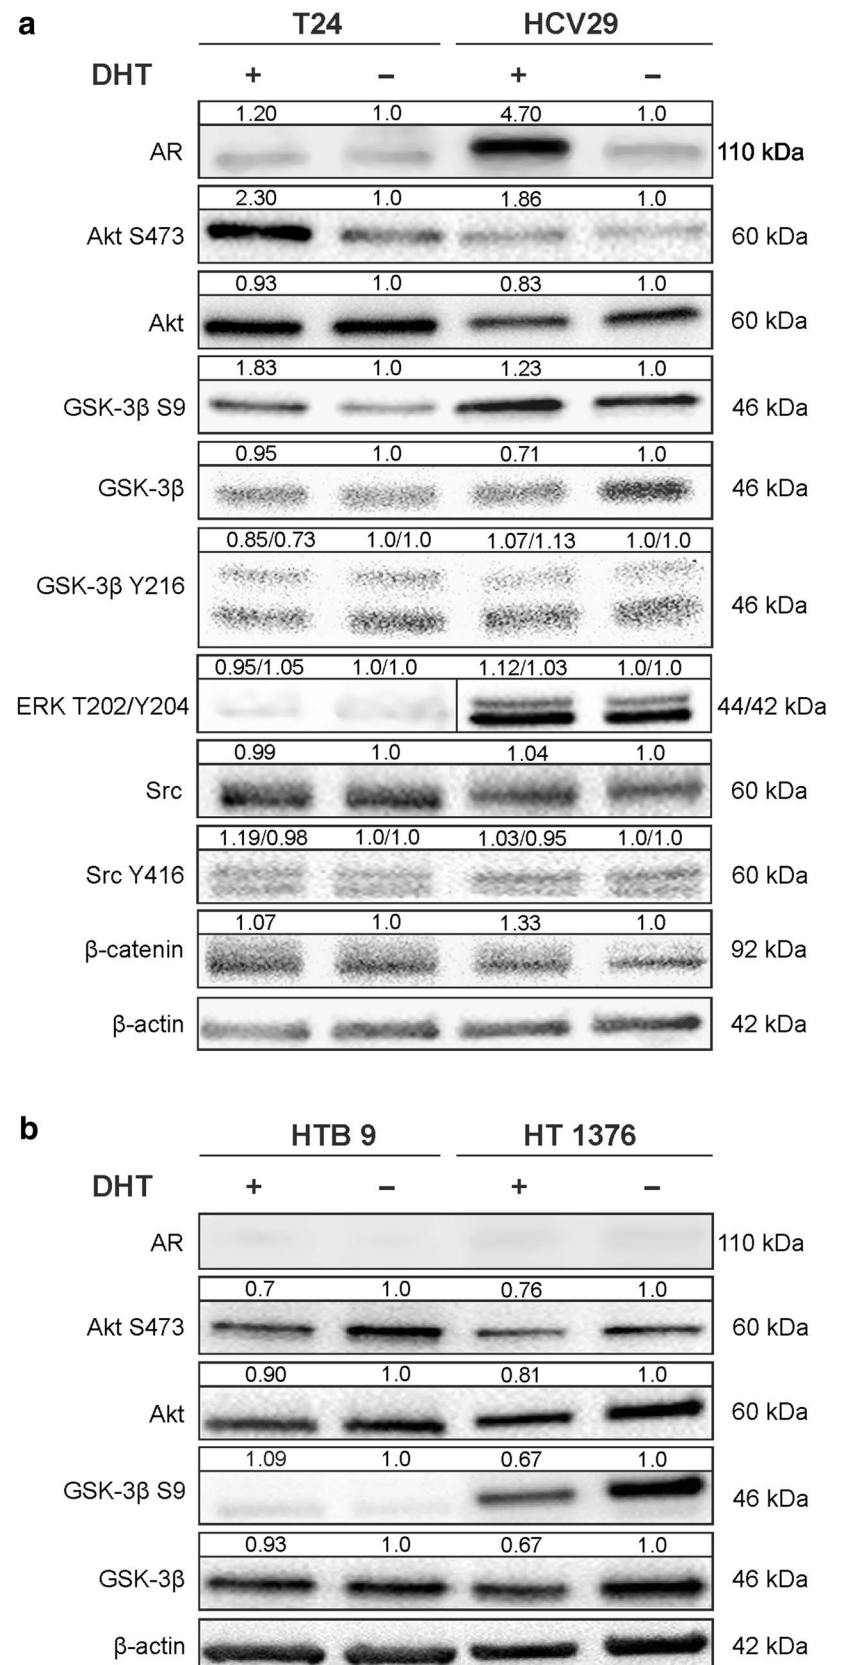 a
T24 HCV29
DHT + − + −
1.20 1.0 4.70 1.0
AR 110 kDa
2.30 1.0 1.86 1.0
Akt S473 60 kDa
0.93 1.0 0.83 1.0
Akt 60 kDa
1.83 1.0 1.23 1.0
GSK-3β S9 46 kDa
0.95 1.0 0.71 1.0
GSK-3β 46 kDa
0.85/0.73 1.0/1.0 1.07/1.13 1.0/1.0
GSK-3β Y216 46 kDa
0.95/1.05 1.0/1.0 1.12/1.03 1.0/1.0
ERK T202/Y204 44/42 kDa
0.99 1.0 1.04 1.0
Src 60 kDa
1.19/0.98 1.0/1.0 1.03/0.95 1.0/1.0
Src Y416 60 kDa
1.07 1.0 1.33 1.0
β-catenin 92 kDa
β-actin 42 kDa
b
HTB 9 HT 1376
DHT + − + −
AR 110 kDa
0.7 1.0 0.76 1.0
Akt S473 60 kDa
0.90 1.0 0.81 1.0
Akt 60 kDa
1.09 1.0 0.67 1.0
GSK-3β S9 46 kDa
0.93 1.0 0.67 1.0
GSK-3β 46 kDa
β-actin 42 kDa